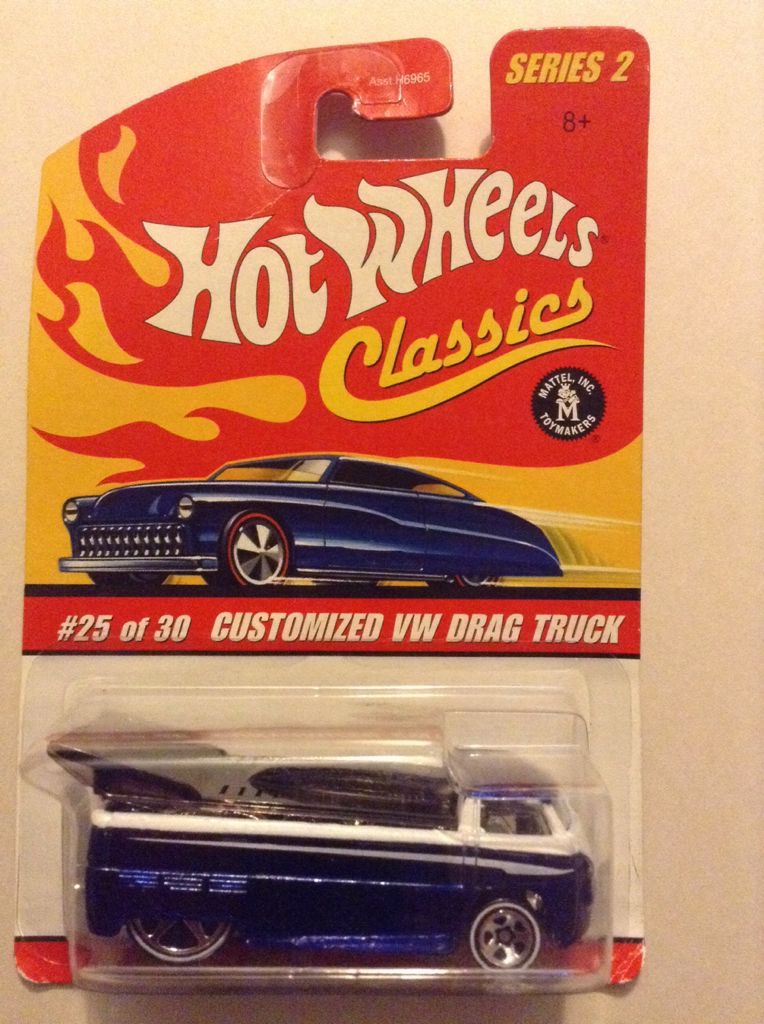 Asst.H6965
SERIES 2
8+
Hot Wheels®
Classics
MATTEL, INC.
M
TOYMAKERS®
#25 of 30 CUSTOMIZED VW DRAG TRUCK